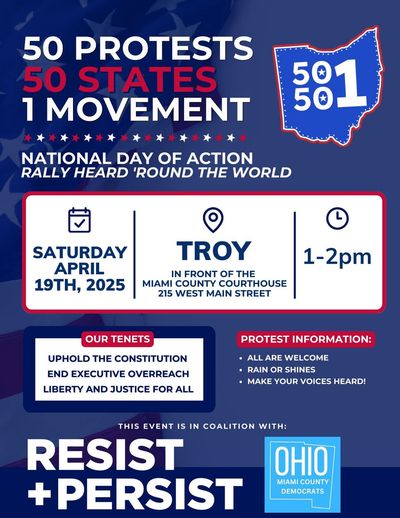 50 PROTESTS
50 STATES
1 MOVEMENT
50
50 1
NATIONAL DAY OF ACTION
RALLY HEARD 'ROUND THE WORLD
SATURDAY
APRIL
19TH, 2025
TROY
IN FRONT OF THE
MIAMI COUNTY COURTHOUSE
215 WEST MAIN STREET
1-2pm
OUR TENETS
UPHOLD THE CONSTITUTION
END EXECUTIVE OVERREACH
LIBERTY AND JUSTICE FOR ALL
PROTEST INFORMATION:
• ALL ARE WELCOME
• RAIN OR SHINES
• MAKE YOUR VOICES HEARD!
THIS EVENT IS IN COALITION WITH:
RESIST
+PERSIST
OHIO
MIAMI COUNTY
DEMOCRATS